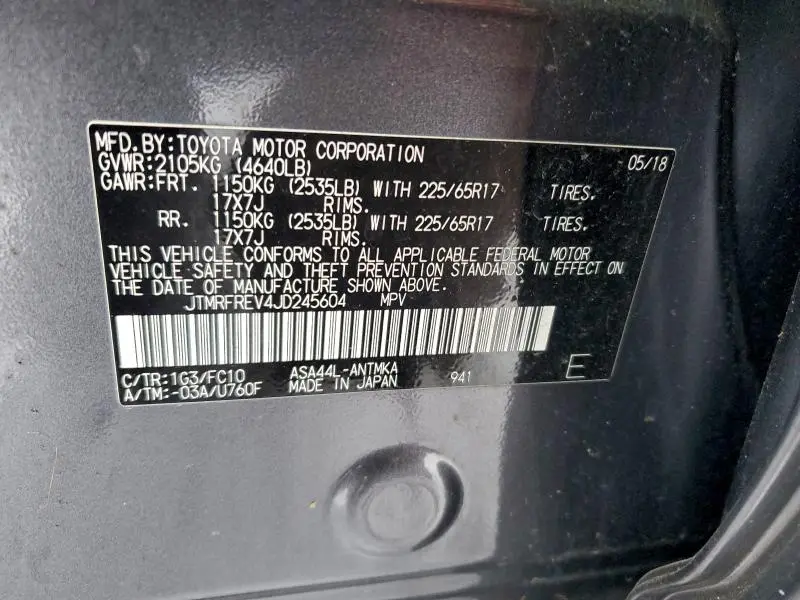 MFD.BY:TOYOTA MOTOR CORPORATION 05/18
GVWR:2105KG (4640LB)
GAWR:FRT. 1150KG (2535LB) WITH 225/65R17 TIRES.
17X7J RIMS.
RR. 1150KG (2535LB) WITH 225/65R17 TIRES.
17X7J RIMS.
THIS VEHICLE CONFORMS TO ALL APPLICABLE FEDERAL MOTOR
VEHICLE SAFETY AND THEFT PREVENTION STANDARDS IN EFFECT ON
THE DATE OF MANUFACTURE SHOWN ABOVE.
JTMRFREV4JD245604 MPV
C/TR:1G3/FC10 ASA44L-ANTMKA 941 E
A/TM:-03A/U760F MADE IN JAPAN